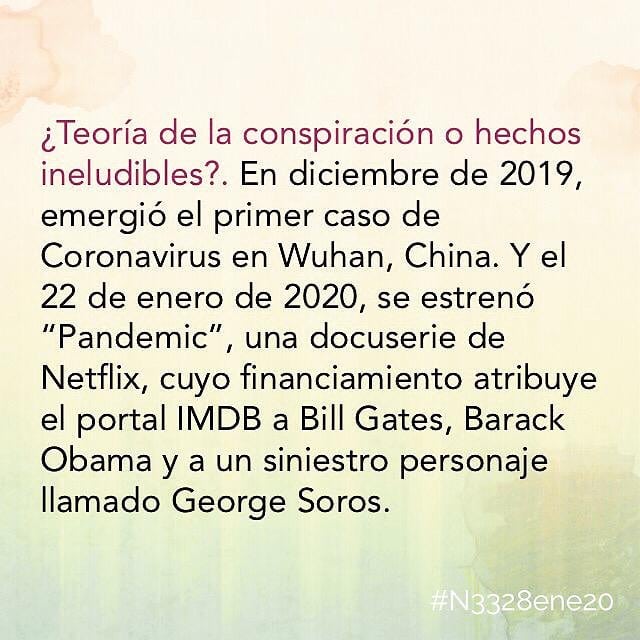 ¿Teoría de la conspiración o hechos
ineludibles?. En diciembre de 2019,
emergió el primer caso de
Coronavirus en Wuhan, China. Y el
22 de enero de 2020, se estrenó
“Pandemic”, una docuserie de
Netflix, cuyo financiamiento atribuye
el portal IMDB a Bill Gates, Barack
Obama y a un siniestro personaje
llamado George Soros.
#N3328ene20